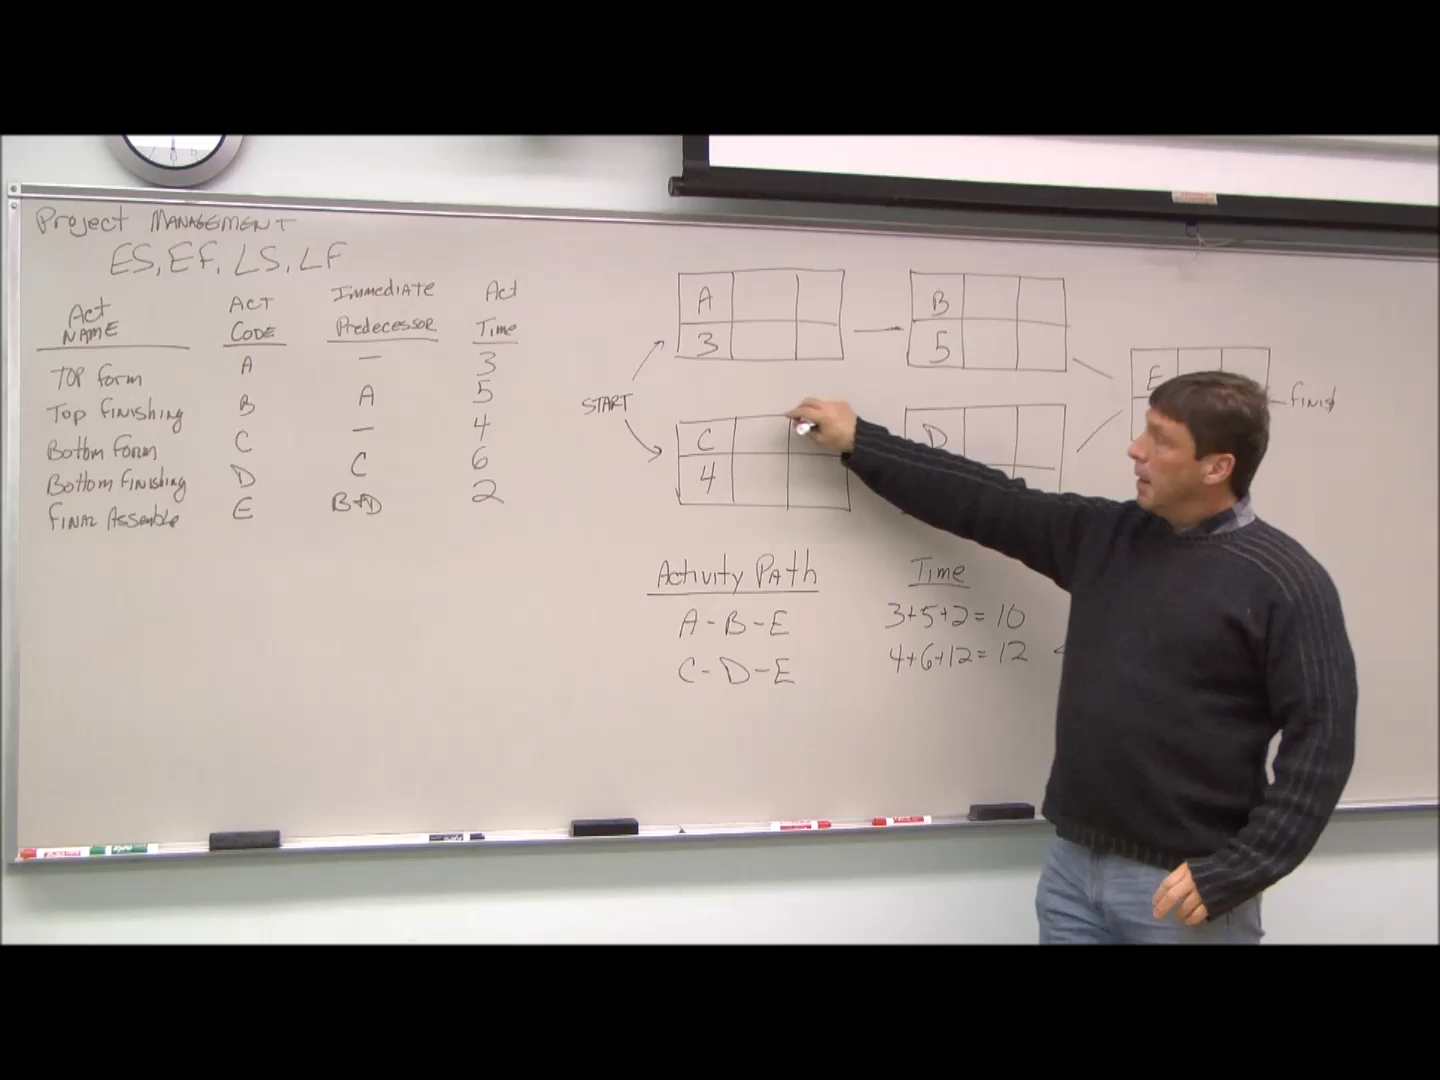 Project MANAGEMENT
ES, EF, LS, LF
Act NAME
ACT CODE
Immediate Predecessor
Act Time
TOP form A — 3
Top finishing B A 5
Bottom form C — 4
Bottom finishing D C 6
FINAL Assemble E B+D 2
START
A
3
B
5
C
4
D
E
finish
Activity Path Time
A-B-E 3+5+2=10
C-D-E 4+6+12=12